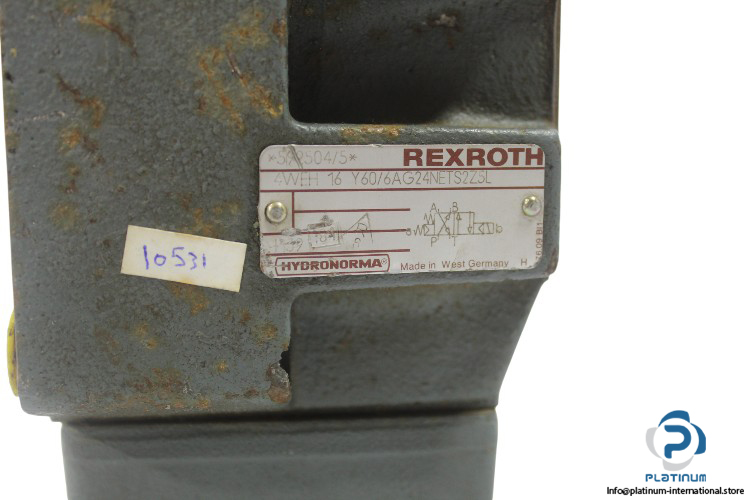 REXROTH
4WEH 16 Y60/6AG24NETS2Z5L
A B
a b
P T
HYDRONORMA
Made in West Germany H
10531
PLATINUM
Info@platinum-international.store